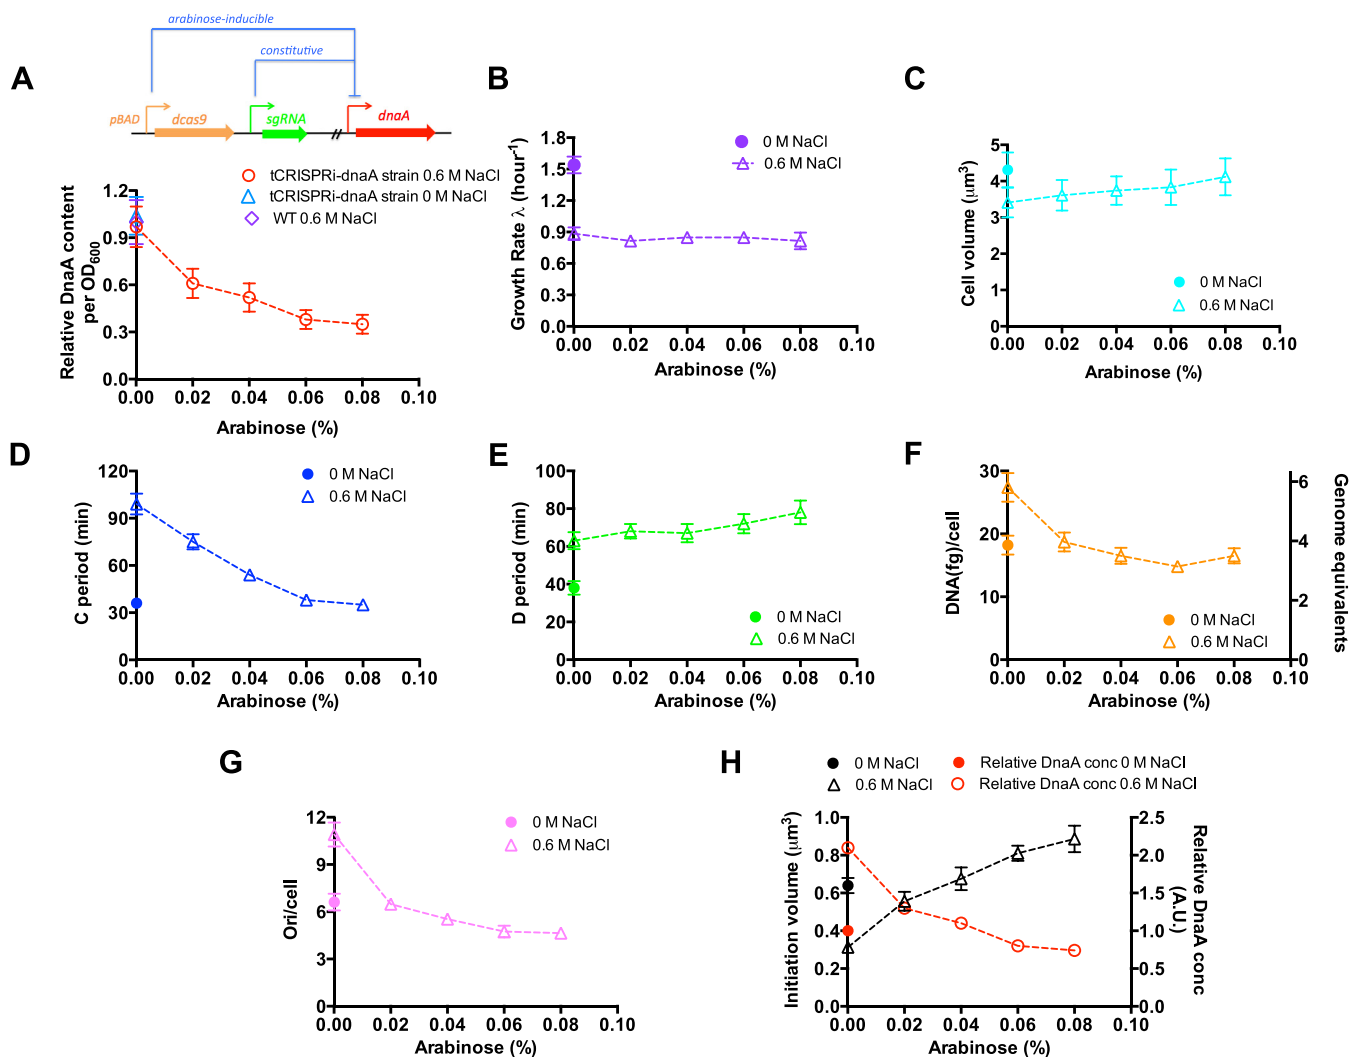 arabinose-inducible
constitutive
A
pBAD
dcas9
sgRNA
dnaA
tCRISPRi-dnaA strain 0.6 M NaCl
tCRISPRi-dnaA strain 0 M NaCl
WT 0.6 M NaCl
Relative DnaA content
per OD600
1.2
0.9
0.6
0.3
0.0
0.00 0.02 0.04 0.06 0.08 0.10
Arabinose (%)
B
0 M NaCl
0.6 M NaCl
Growth Rate λ (hour-1)
1.8
1.5
1.2
0.9
0.6
0.3
0.0
0.00 0.02 0.04 0.06 0.08 0.10
Arabinose (%)
C
Cell volume (μm3)
5
4
3
2
1
0
0 M NaCl
0.6 M NaCl
0.00 0.02 0.04 0.06 0.08 0.10
Arabinose (%)
D
0 M NaCl
0.6 M NaCl
C period (min)
120
90
60
30
0
0.00 0.02 0.04 0.06 0.08 0.10
Arabinose (%)
E
D period (min)
100
80
60
40
20
0
0 M NaCl
0.6 M NaCl
0.00 0.02 0.04 0.06 0.08 0.10
Arabinose (%)
F
DNA(fg)/cell
30
20
10
0
Genome equivalents
6
4
2
0
0 M NaCl
0.6 M NaCl
0.00 0.02 0.04 0.06 0.08 0.10
Arabinose (%)
G
0 M NaCl
0.6 M NaCl
Ori/cell
12
9
6
3
0
0.00 0.02 0.04 0.06 0.08 0.10
Arabinose (%)
H
0 M NaCl
0.6 M NaCl
Relative DnaA conc 0 M NaCl
Relative DnaA conc 0.6 M NaCl
Initiation volume (μm3)
1.0
0.8
0.6
0.4
0.2
0.0
2.5
2.0
1.5
1.0
0.5
0.0
Relative DnaA conc
(A.U.)
0.00 0.02 0.04 0.06 0.08 0.10
Arabinose (%)